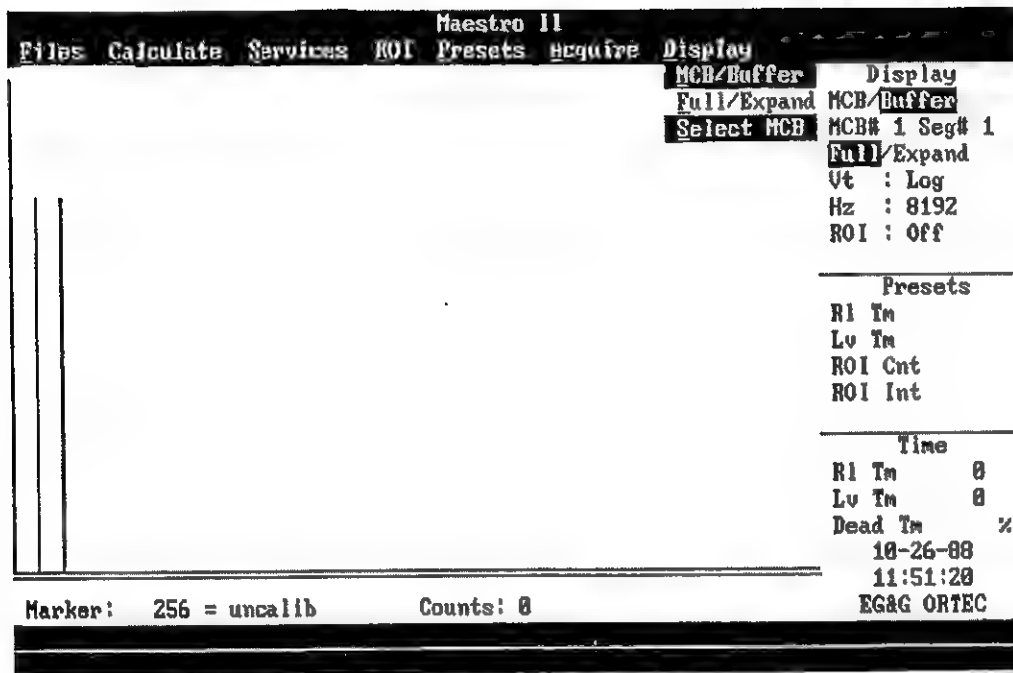 Maestro II
Files Calculate Services ROI Presets Acquire Display
MCB/Buffer
Full/Expand
Select MCB
Display
MCB/Buffer
MCB# 1 Seg# 1
Full/Expand
Vt : Log
Hz : 8192
ROI : Off
Presets
Rl Tm
Lv Tm
ROI Cnt
ROI Int
Time
Rl Tm 0
Lv Tm 0
Dead Tm %
10-26-88
11:51:20
EG&G ORTEC
Marker: 256 = uncalib Counts: 0